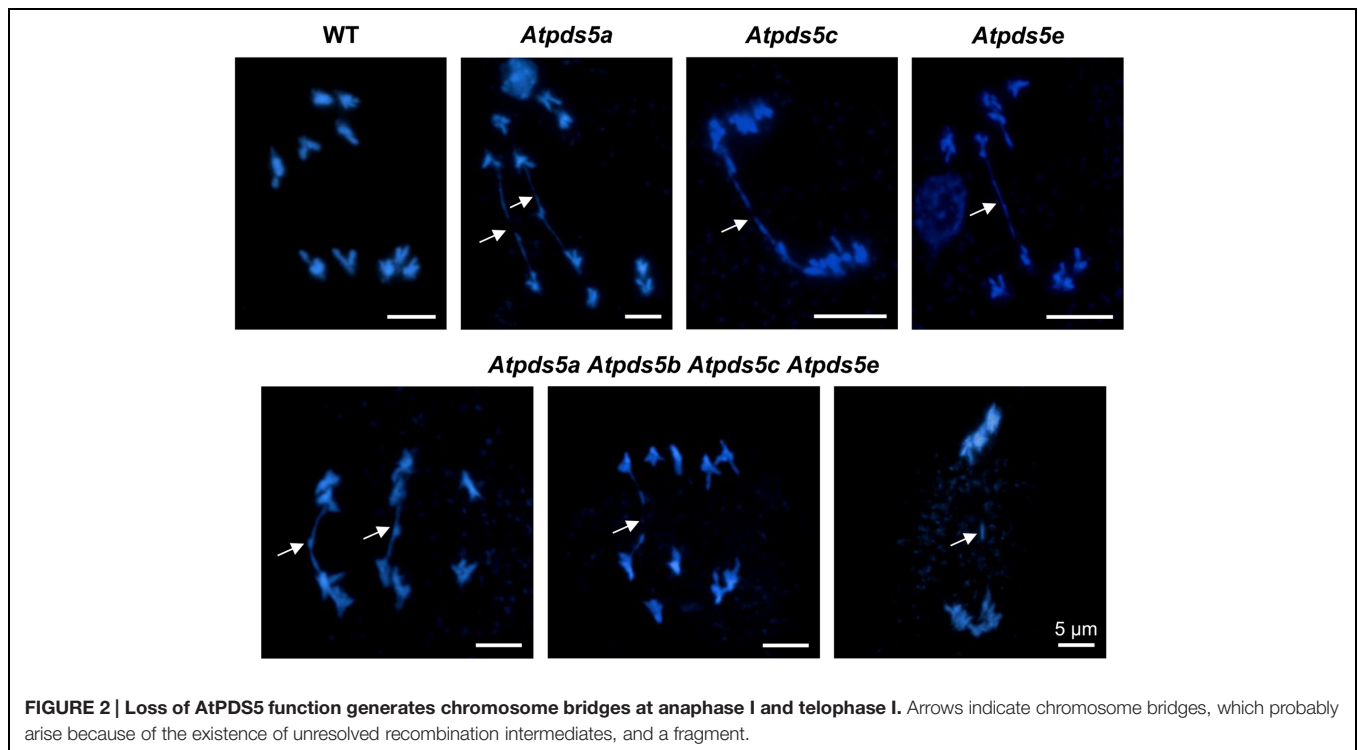 WT
Atpds5a
Atpds5c
Atpds5e
Atpds5a Atpds5b Atpds5c Atpds5e
5 µm
FIGURE 2 | Loss of AtPDS5 function generates chromosome bridges at anaphase I and telophase I. Arrows indicate chromosome bridges, which probably
arise because of the existence of unresolved recombination intermediates, and a fragment.